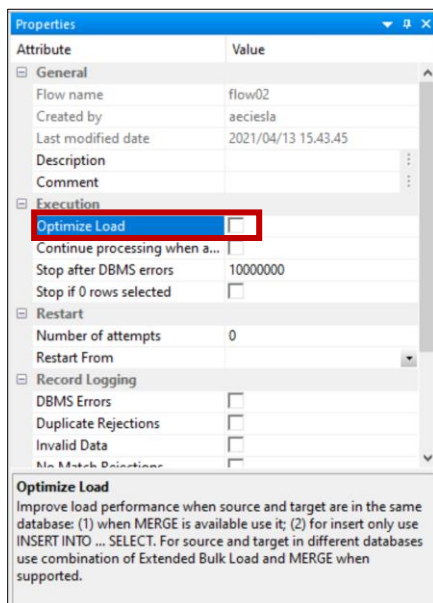 Properties
Attribute Value
General
Flow name flow02
Created by aeciesla
Last modified date 2021/04/13 15.43.45
Description
Comment
Execution
Optimize Load
Continue processing when a...
Stop after DBMS errors 10000000
Stop if 0 rows selected
Restart
Number of attempts 0
Restart From
Record Logging
DBMS Errors
Duplicate Rejections
Invalid Data
No Match Rejections
Optimize Load
Improve load performance when source and target are in the same
database: (1) when MERGE is available use it; (2) for insert only use
INSERT INTO ... SELECT. For source and target in different databases
use combination of Extended Bulk Load and MERGE when
supported.